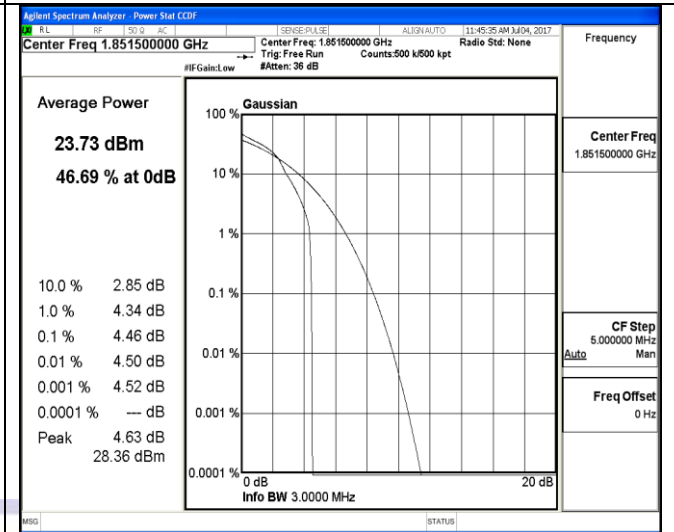 Agilent Spectrum Analyzer - Power Stat CCDF
RL RF 50 Ω AC SENSE:PULSE ALIGN AUTO 11:45:35 AM Jul 04, 2017
Center Freq 1.851500000 GHz
Center Freq: 1.851500000 GHz Radio Std: None
Trig: Free Run Counts:500 k/500 kpt
#IFGain:Low #Atten: 36 dB
Frequency
Average Power
23.73 dBm
46.69 % at 0dB
10.0 % 2.85 dB
1.0 % 4.34 dB
0.1 % 4.46 dB
0.01 % 4.50 dB
0.001 % 4.52 dB
0.0001 % --- dB
Peak 4.63 dB
28.36 dBm
Gaussian
100 %
10 %
1 %
0.1 %
0.01 %
0.001 %
0.0001 %
0 dB 20 dB
Info BW 3.0000 MHz
Center Freq
1.851500000 GHz
CF Step
5.000000 MHz
Auto Man
Freq Offset
0 Hz
MSG STATUS